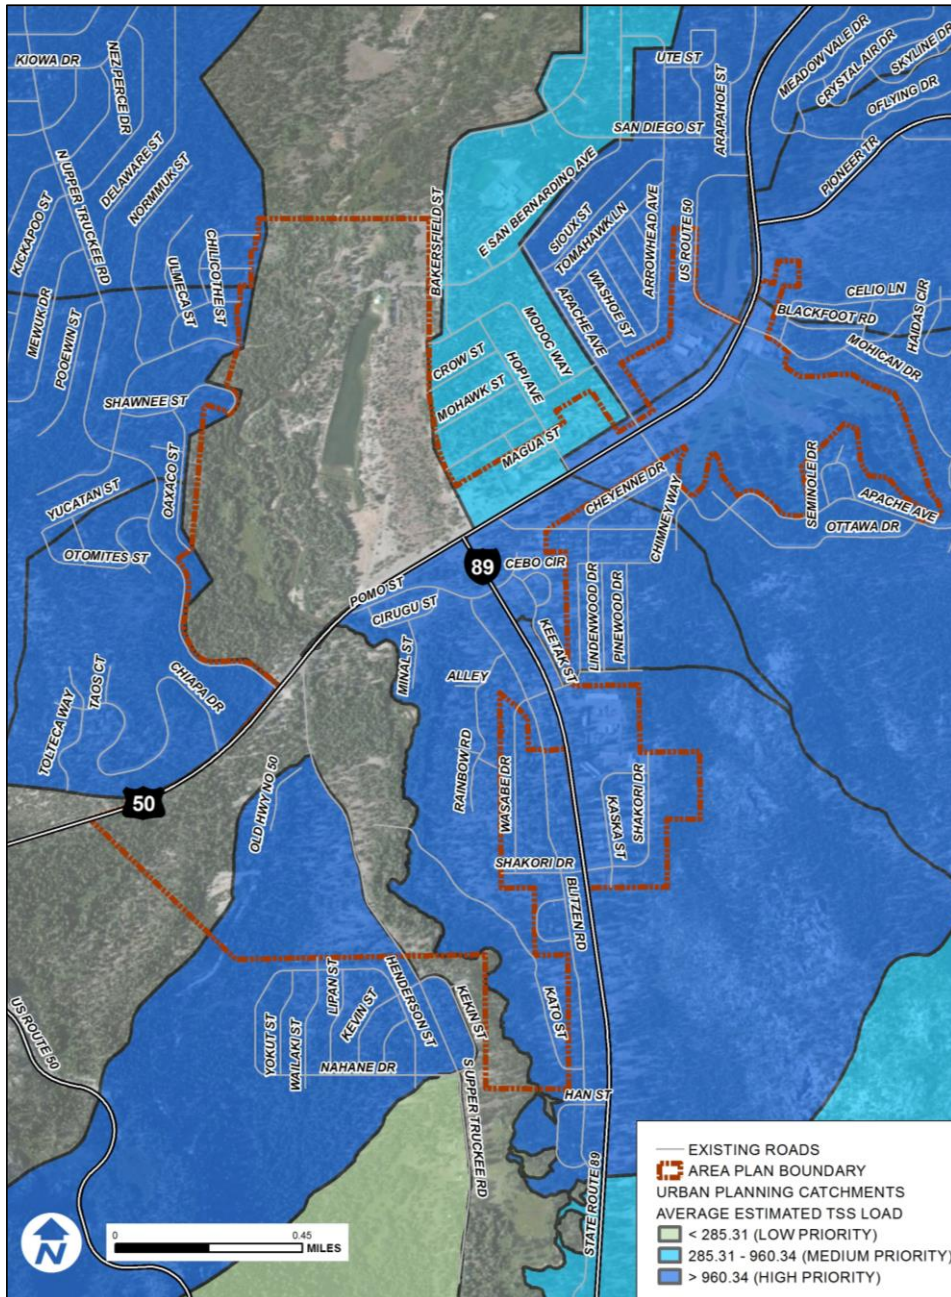 KIOWA DR
NEZ PERCE DR
UTE ST
MEADOW VALE DR
CRYSTAL AIR DR
SKYLINE DR
OFLYING DR
ARAPAHOE ST
SAN DIEGO ST
N UPPER TRUCKEE RD
DELAWARE ST
NORMMUK ST
KICKAPOO ST
PIONEER TR
E SAN BERNARDINO AVE
BAKERSFIELD ST
SIOUX ST
TOMAHAWK LN
ARROWHEAD AVE
US ROUTE 50
CHILICOTHE ST
ULMECA ST
MEWUK DR
POOEWIN ST
WASHOE ST
APACHE AVE
CELIO LN
BLACKFOOT RD
HAIDAS CIR
MOHICAN DR
MODOC WAY
CROW ST
HOPI AVE
MOHAWK ST
SHAWNEE ST
MAGUA ST
OAXACO ST
CHEYENNE DR
SEMINOLE DR
APACHE AVE
YUCATAN ST
CHIMNEY WAY
OTTAWA DR
OTOMITES ST
89
CEBO CIR
POMO ST
CIRUGU ST
LINDENWOOD DR
PINEWOOD DR
KEETAK ST
MINAL ST
ALLEY
CHIAPA DR
TAOS CT
TOLTECA WAY
RAINBOW RD
WASABE DR
KASKA ST
SHAKORI DR
50
OLD HWY NO 50
SHAKORI DR
BLITZEN RD
HENDERSON ST
LIPAN ST
KEVIN ST
KEKIN ST
KATO ST
YOKUT ST
WAILAKI ST
US ROUTE 50
NAHANE DR
HAN ST
S UPPER TRUCKEE RD
STATE ROUTE 89
EXISTING ROADS
AREA PLAN BOUNDARY
URBAN PLANNING CATCHMENTS
AVERAGE ESTIMATED TSS LOAD
< 285.31 (LOW PRIORITY)
285.31 - 960.34 (MEDIUM PRIORITY)
> 960.34 (HIGH PRIORITY)
N
0 0.45
MILES